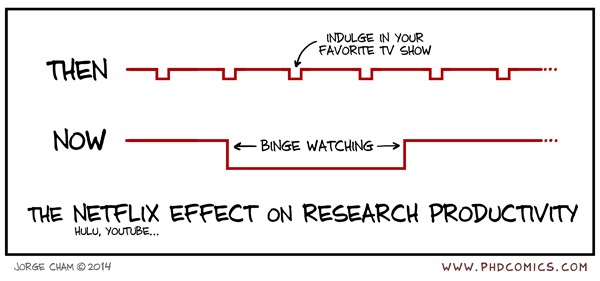 INDULGE IN YOUR
FAVORITE TV SHOW
THEN
NOW
BINGE WATCHING
THE NETFLIX EFFECT ON RESEARCH PRODUCTIVITY
HULU, YOUTUBE...
JORGE CHAM © 2014
WWW.PHDCOMICS.COM